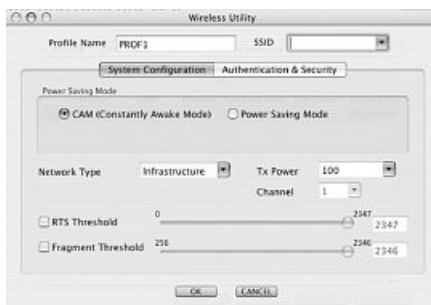 Wireless Utility
Profile Name PROF1 SSID
System Configuration Authentication & Security
Power Saving Mode
CAM (Constantly Awake Mode) Power Saving Mode
Network Type Infrastructure Tx Power 100
Channel 1
RTS Threshold 0 2347 2347
Fragment Threshold 256 2346 2346
OK CANCEL